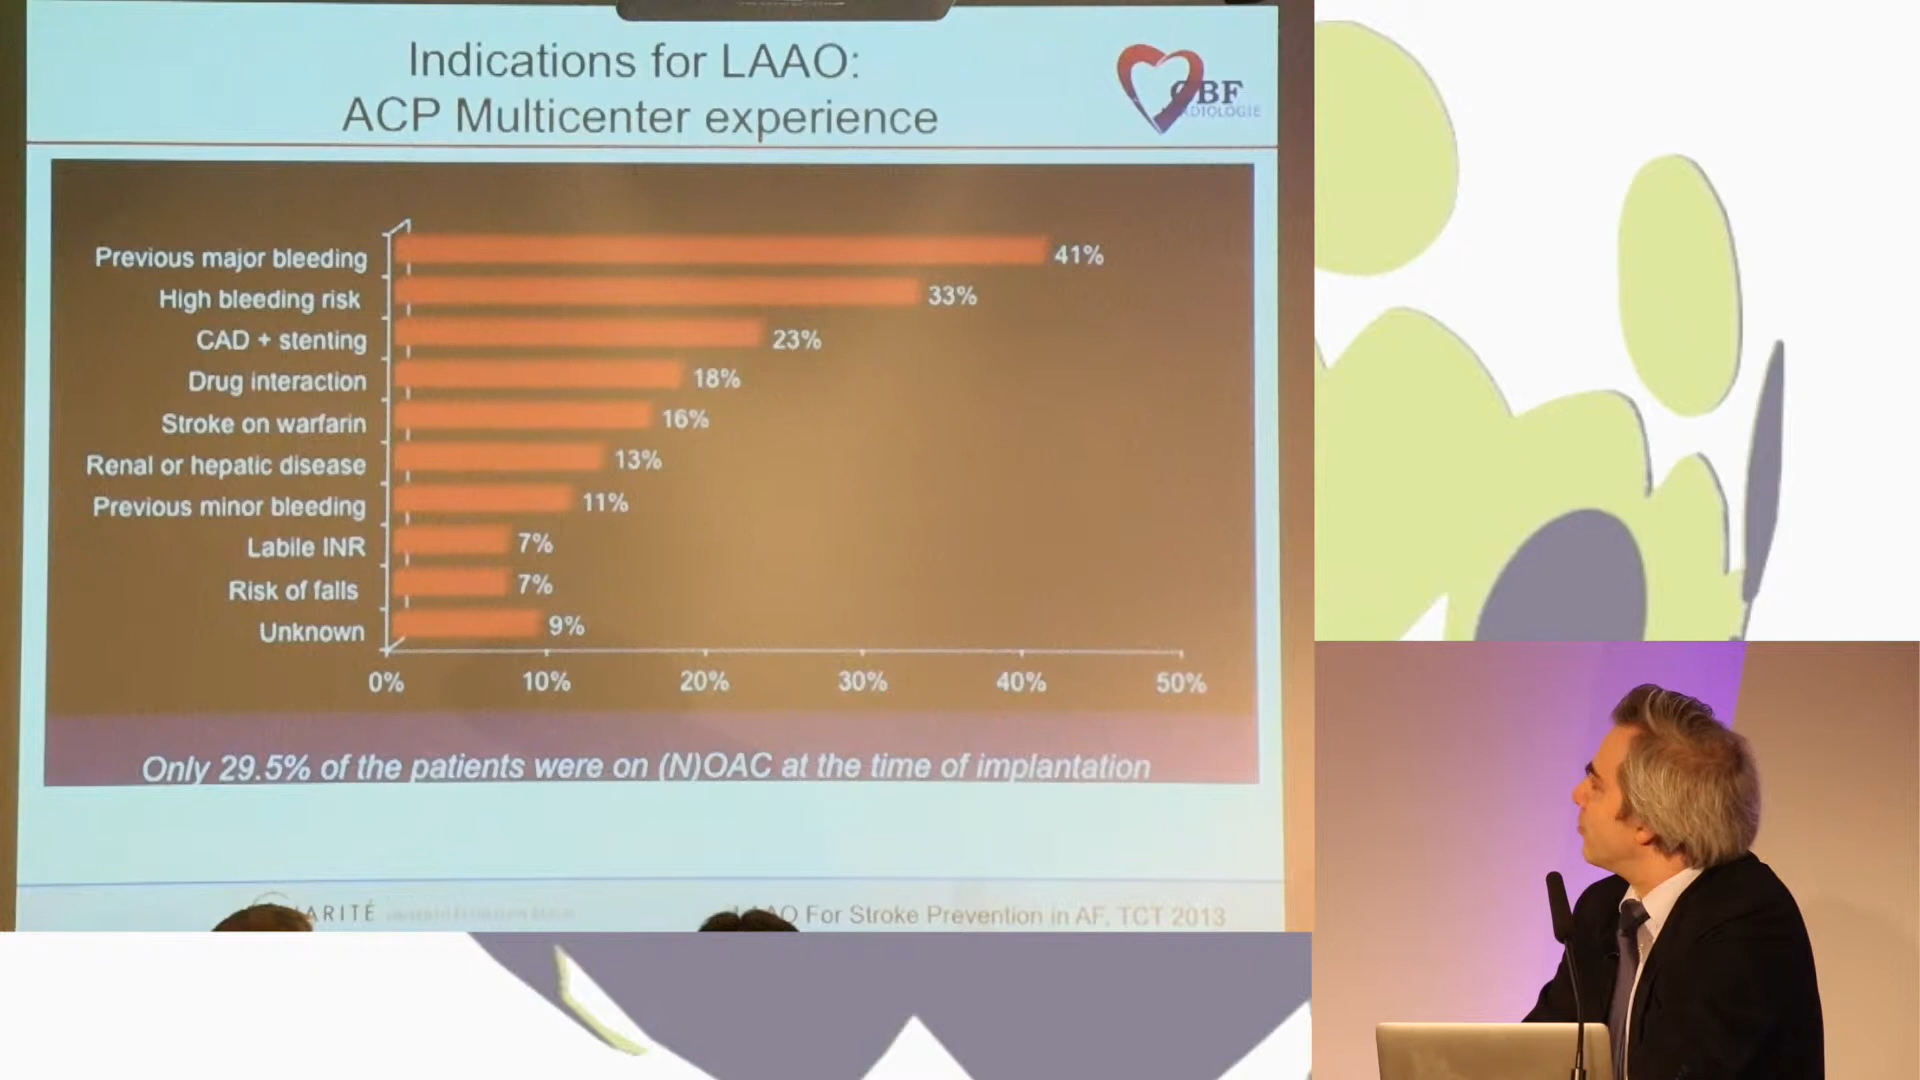 Indications for LAAO:
ACP Multicenter experience
CBF
Previous major bleeding 41%
High bleeding risk 33%
CAD + stenting 23%
Drug interaction 18%
Stroke on warfarin 16%
Renal or hepatic disease 13%
Previous minor bleeding 11%
Labile INR 7%
Risk of falls 7%
Unknown 9%
0% 10% 20% 30% 40% 50%
Only 29.5% of the patients were on (N)OAC at the time of implantation
For Stroke Prevention in AF, TCT 2013